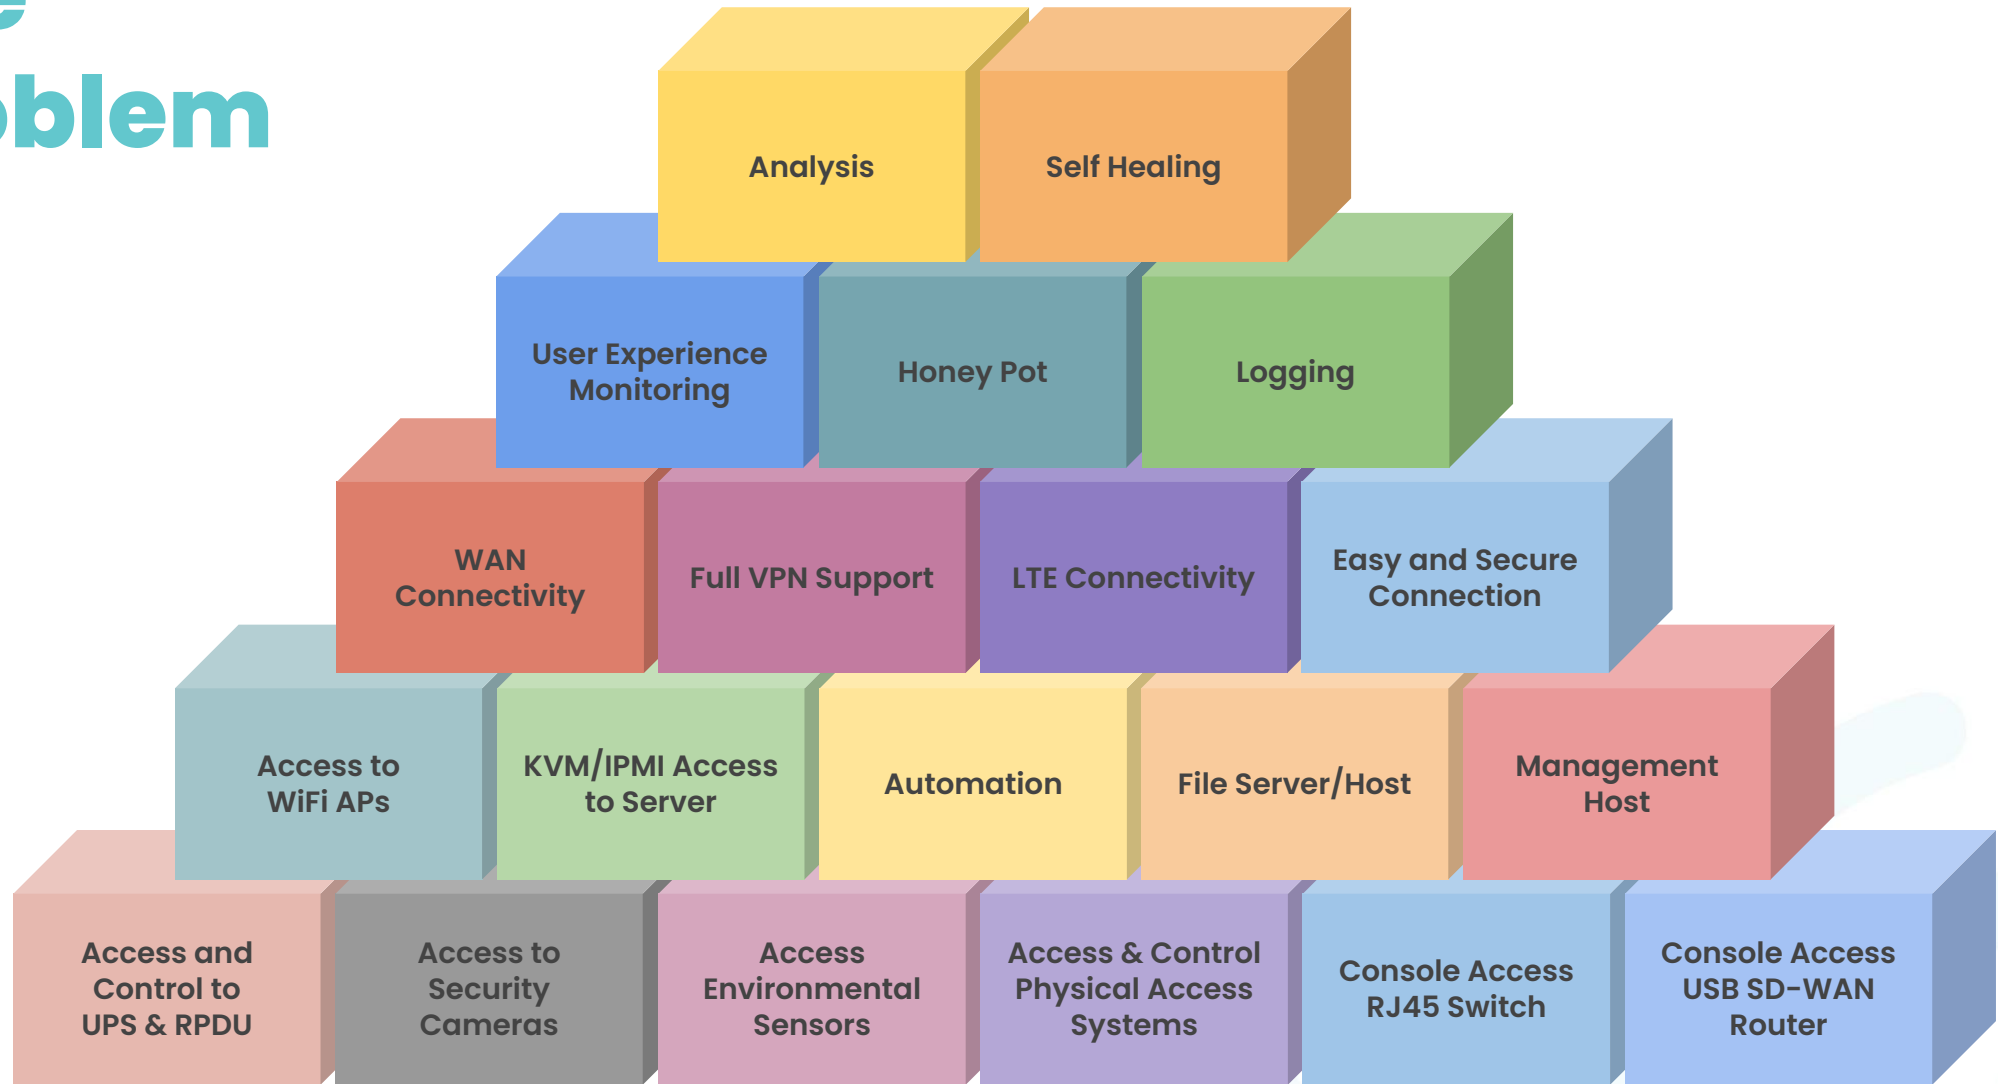 Analysis
Self Healing
User Experience
Monitoring
Honey Pot
Logging
WAN
Connectivity
Full VPN Support
LTE Connectivity
Easy and Secure
Connection
Access to
WiFi APs
KVM/IPMI Access
to Server
Automation
File Server/Host
Management
Host
Access and
Control to
UPS & RPDU
Access to
Security
Cameras
Access
Environmental
Sensors
Access & Control
Physical Access
Systems
Console Access
RJ45 Switch
Console Access
USB SD-WAN
Router